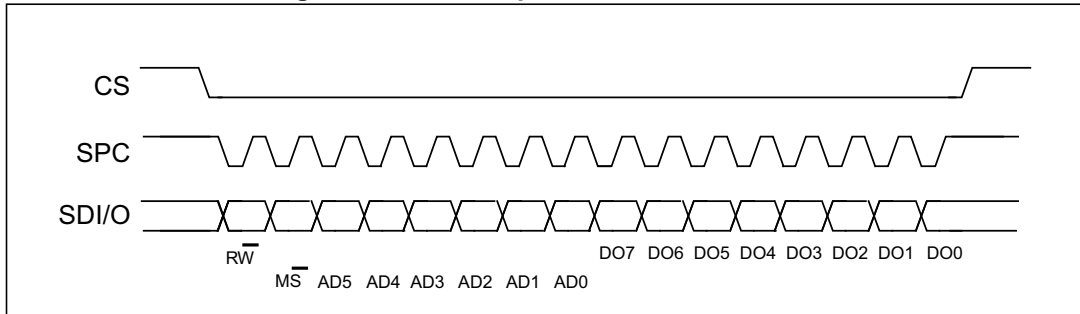 CS
SPC
SDI/O
RW DO7 DO6 DO5 DO4 DO3 DO2 DO1 DO0
MS AD5 AD4 AD3 AD2 AD1 AD0